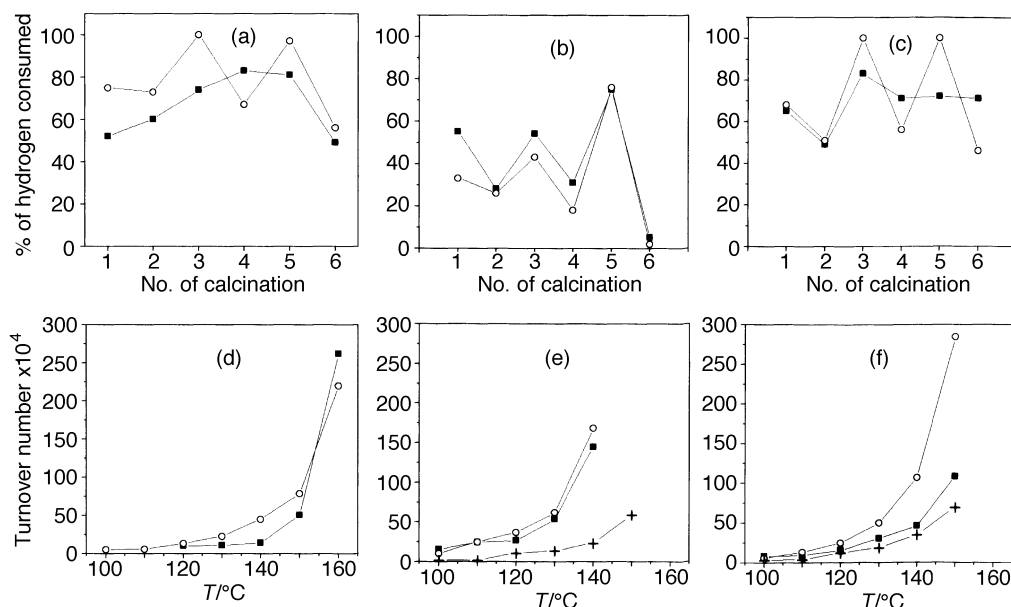 (a)
(b)
(c)
% of hydrogen consumed
100
80
60
40
20
0
1 2 3 4 5 6
No. of calcination
100
80
60
40
20
0
1 2 3 4 5 6
No. of calcination
100
80
60
40
20
0
1 2 3 4 5 6
No. of calcination
(d)
(e)
(f)
Turnover number x10⁴
300
250
200
150
100
50
0
100 120 140 160
T/°C
300
250
200
150
100
50
0
100 120 140 160
T/°C
300
250
200
150
100
50
0
100 120 140 160
T/°C